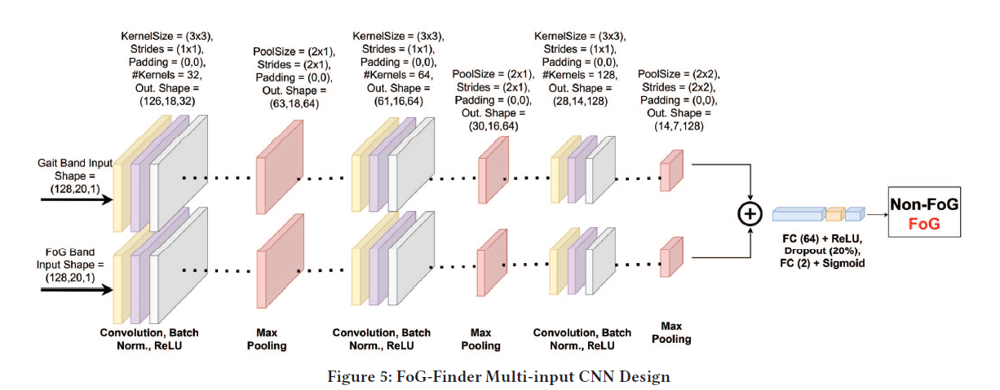 KernelSize = (3x3),
Strides = (1x1),
Padding = (0,0),
#Kernels = 32,
Out. Shape =
(126,18,32)
PoolSize = (2x1),
Strides = (2x1),
Padding = (0,0),
Out. Shape =
(63,18,64)
KernelSize = (3x3),
Strides = (1x1),
Padding = (0,0),
#Kernels = 64,
Out. Shape =
(61,16,64)
PoolSize = (2x1),
Strides = (2x1),
Padding = (0,0),
Out. Shape =
(30,16,64)
KernelSize = (3x3),
Strides = (1x1),
Padding = (0,0),
#Kernels = 128,
Out. Shape =
(28,14,128)
PoolSize = (2x2),
Strides = (2x2),
Padding = (0,0),
Out. Shape =
(14,7,128)
Gait Band Input
Shape =
(128,20,1)
FoG Band
Input Shape =
(128,20,1)
+
FC (64) + ReLU,
Dropout (20%),
FC (2) + Sigmoid
Non-FoG
FoG
Convolution, Batch
Norm., ReLU
Max
Pooling
Convolution, Batch
Norm., ReLU
Max
Pooling
Convolution, Batch
Norm., ReLU
Max
Pooling
Figure 5: FoG-Finder Multi-input CNN Design